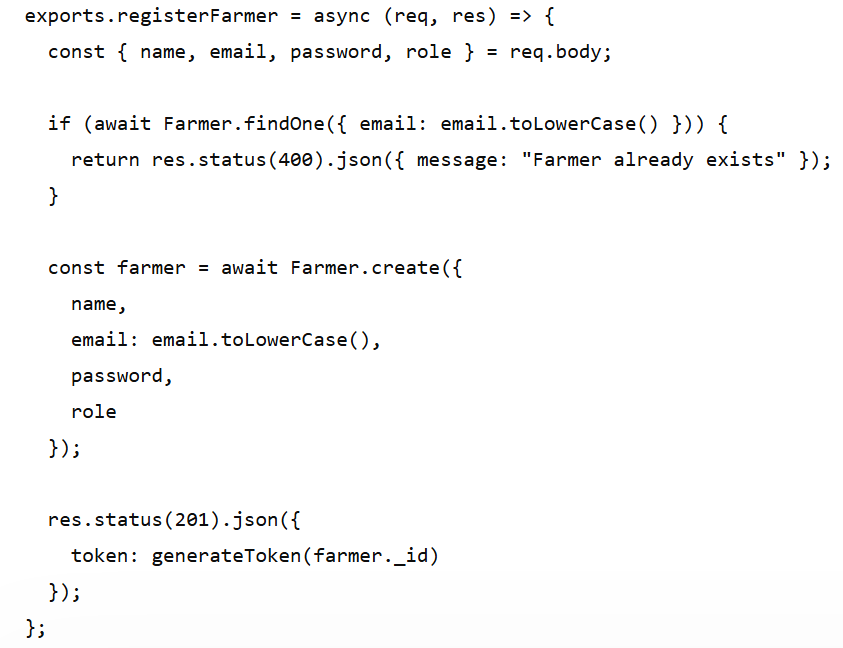 exports.registerFarmer = async (req, res) => {
  const { name, email, password, role } = req.body;

  if (await Farmer.findOne({ email: email.toLowerCase() })) {
    return res.status(400).json({ message: "Farmer already exists" });
  }

  const farmer = await Farmer.create({
    name,
    email: email.toLowerCase(),
    password,
    role
  });

  res.status(201).json({
    token: generateToken(farmer._id)
  });
};